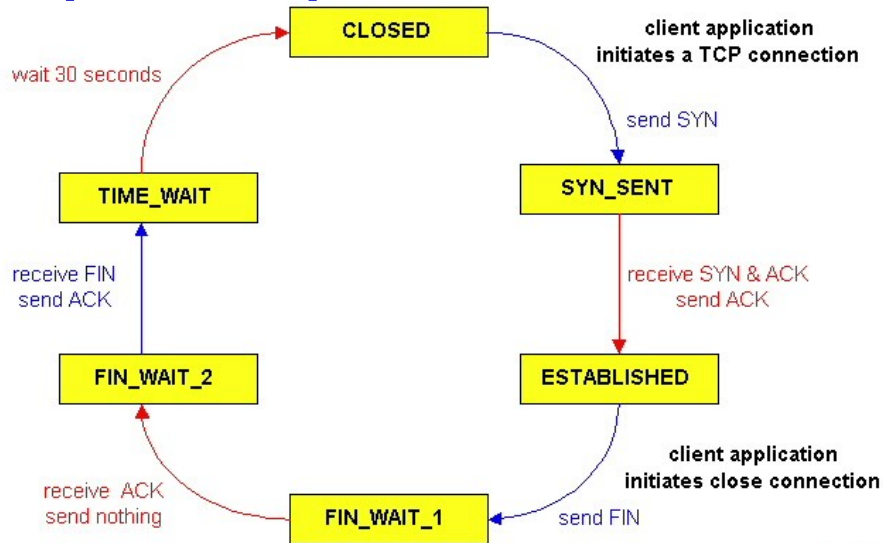 CLOSED
client application
initiates a TCP connection
wait 30 seconds
send SYN
TIME_WAIT
SYN_SENT
receive FIN
send ACK
receive SYN & ACK
send ACK
FIN_WAIT_2
ESTABLISHED
client application
initiates close connection
receive ACK
send nothing
FIN_WAIT_1
send FIN